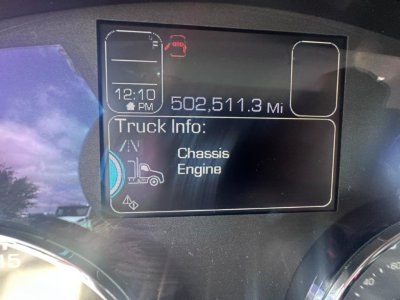 12:10
PM
502,511.3 Mi
Truck Info:
Chassis
Engine